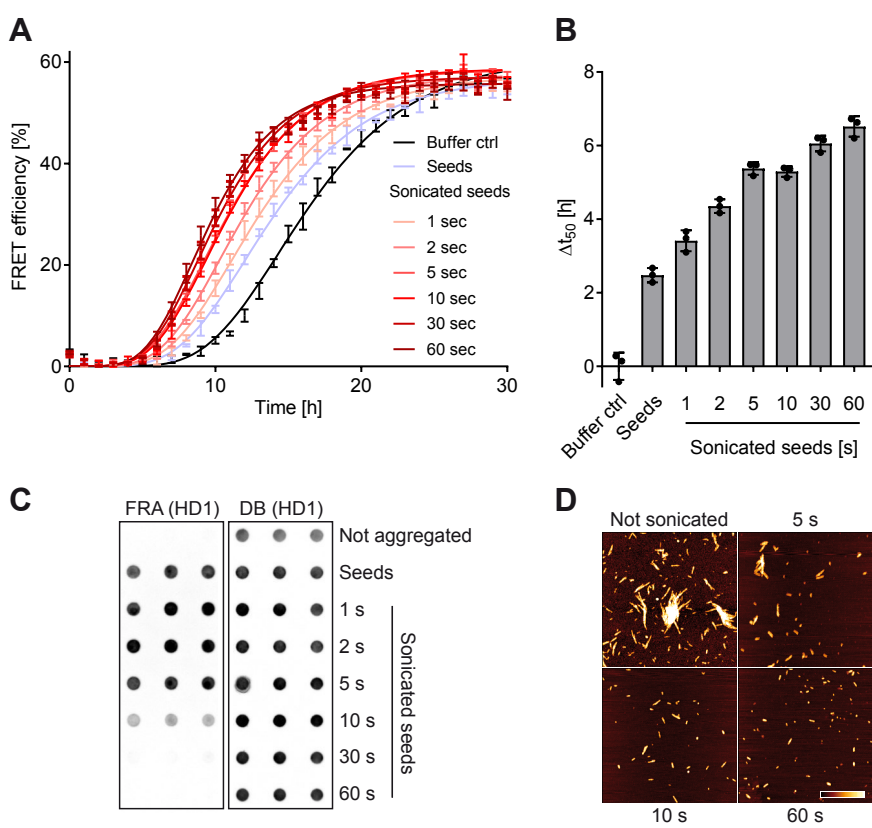 A
FRET efficiency [%]
60
40
20
0
0
10
20
30
Time [h]
Buffer ctrl
Seeds
Sonicated seeds
1 sec
2 sec
5 sec
10 sec
30 sec
60 sec
B
Δt50 [h]
8
6
4
2
0
Buffer ctrl
Seeds
1 2 5 10 30 60
Sonicated seeds [s]
C
FRA (HD1) DB (HD1)
Not aggregated
Seeds
1 s
2 s
5 s
10 s
30 s
60 s
Sonicated seeds
D
Not sonicated 5 s
10 s 60 s